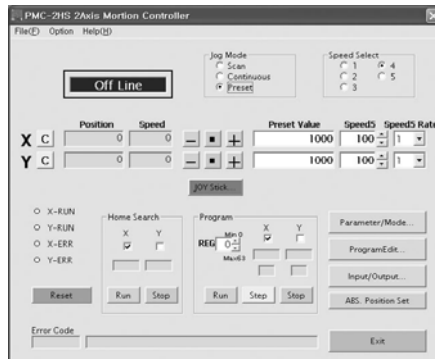 PMC-2HS 2Axis Mortion Controller
File(F) Option Help(H)
Jog Mode
Scan
Continuous
Preset
Speed Select
1 4
2 5
3
Off Line
Position Speed Preset Value Speed5 Speed5 Rate
X C 0 0 1000 100 1
Y C 0 0 1000 100 1
JOY Stick...
X-RUN
Y-RUN
X-ERR
Y-ERR
Reset
Home Search
X Y
Run Stop
Program
REG Min 0 0 Max63 X Y
Run Step Stop
Parameter/Mode...
ProgramEdit...
Input/Output...
ABS. Position Set
Error Code
Exit